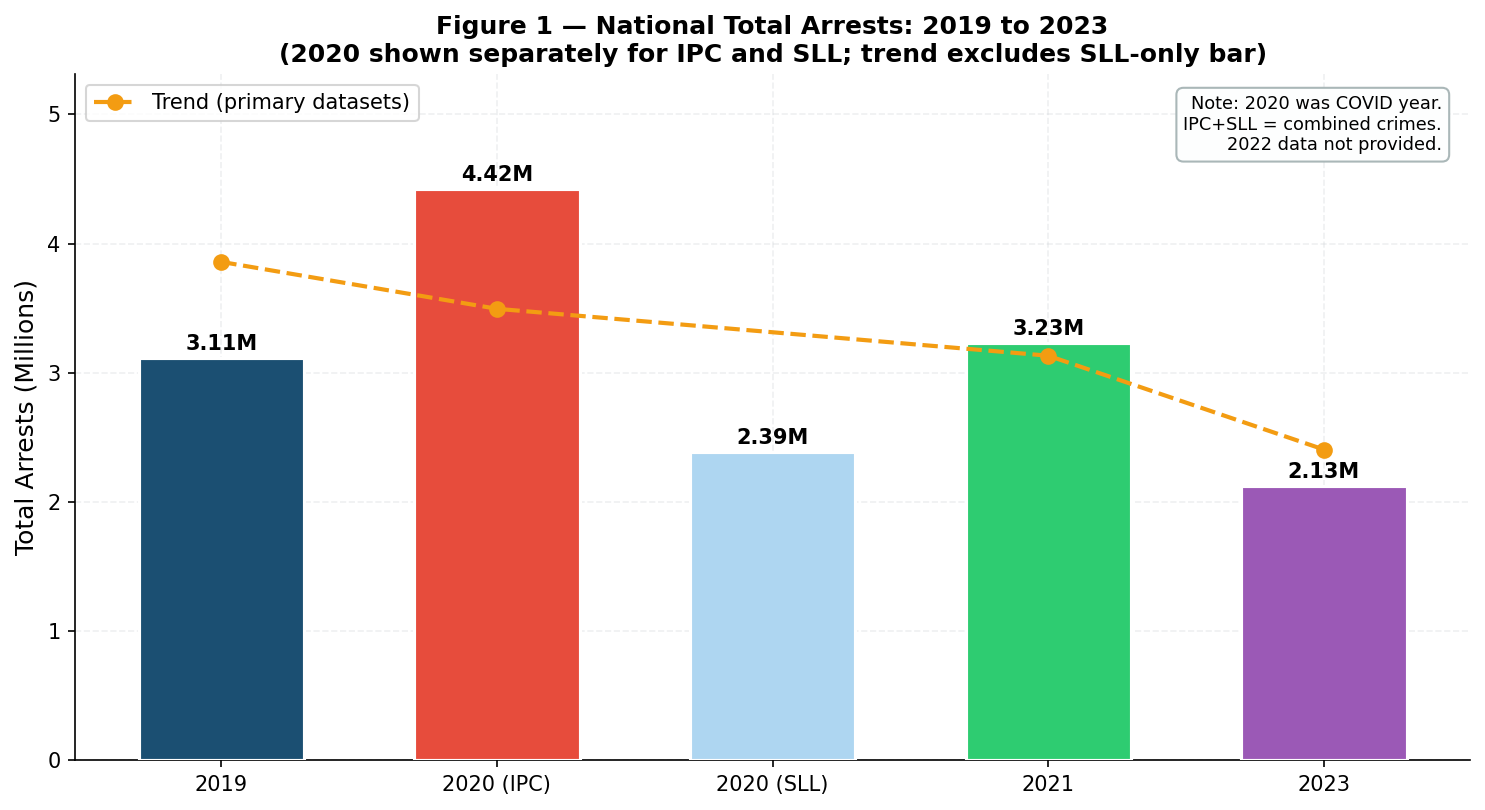 Figure 1 — National Total Arrests: 2019 to 2023
(2020 shown separately for IPC and SLL; trend excludes SLL-only bar)
Trend (primary datasets)
Note: 2020 was COVID year.
IPC+SLL = combined crimes.
2022 data not provided.
Total Arrests (Millions)
5
4
3
2
1
0
3.11M
4.42M
2.39M
3.23M
2.13M
2019
2020 (IPC)
2020 (SLL)
2021
2023